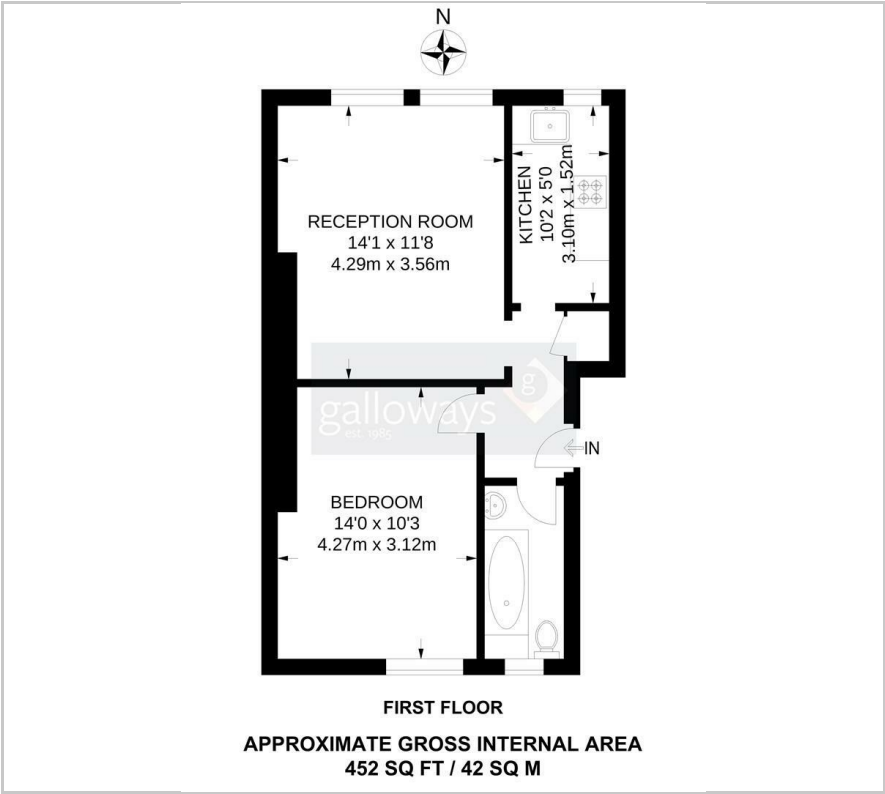 N
RECEPTION ROOM
14'1 x 11'8
4.29m x 3.56m
KITCHEN
10'2 x 5'0
3.10m x 1.52m
g
galloways
est. 1985
IN
BEDROOM
14'0 x 10'3
4.27m x 3.12m
FIRST FLOOR
APPROXIMATE GROSS INTERNAL AREA
452 SQ FT / 42 SQ M